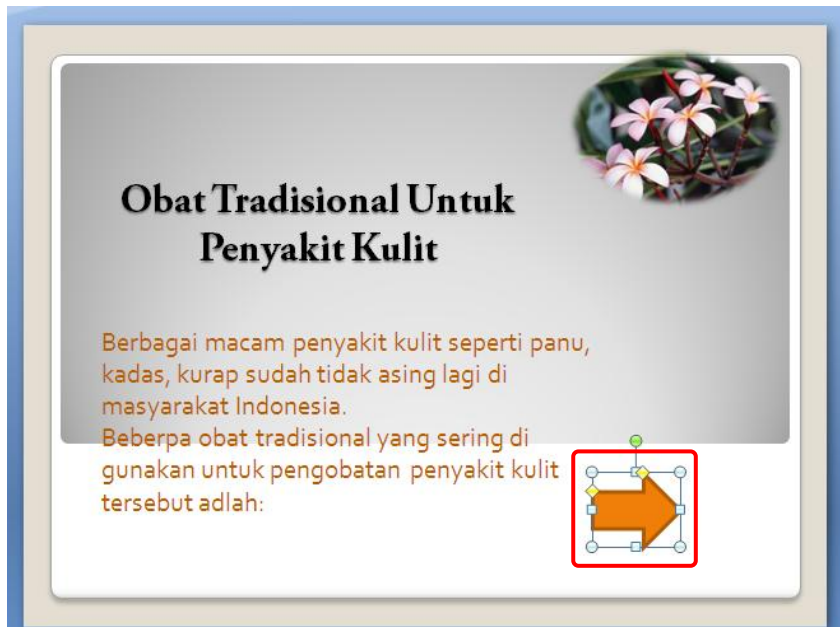 Obat Tradisional Untuk
Penyakit Kulit
Berbagai macam penyakit kulit seperti panu,
kadas, kurap sudah tidak asing lagi di
masyarakat Indonesia.
Beberpa obat tradisional yang sering di
gunakan untuk pengobatan penyakit kulit
tersebut adlah: